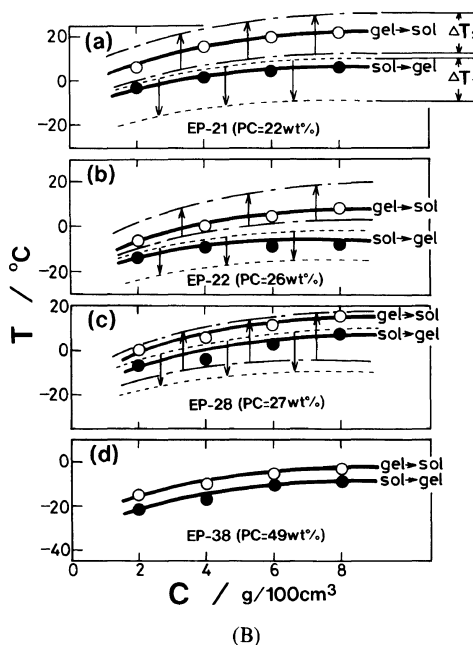 (a)
20
0
-20
gel→sol
sol→gel
ΔT
ΔT
EP-21 (PC=22wt%)
(b)
20
0
-20
gel→sol
sol→gel
EP-22 (PC=26wt%)
T / °C
(c)
20
0
-20
gel→sol
sol→gel
EP-28 (PC=27wt%)
(d)
0
-20
-40
gel→sol
sol→gel
EP-38 (PC=49wt%)
2 4 6 8
C / g/100cm³
(B)